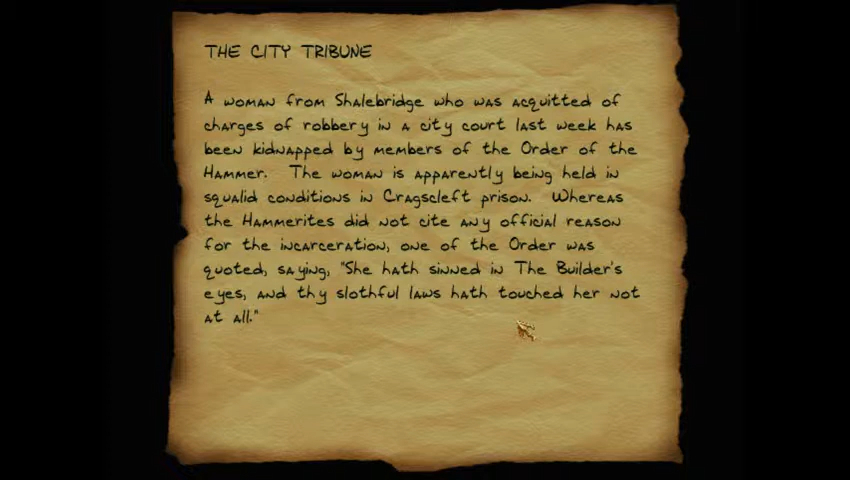 THE CITY TRIBUNE
A woman from Shalebridge who was acquitted of
charges of robbery in a city court last week has
been kidnapped by members of the Order of the
Hammer.  The woman is apparently being held in
squalid conditions in Cragscleft prison.  Whereas
the Hammerites did not cite any official reason
for the incarceration, one of the Order was
quoted, saying, "She hath sinned in The Builder's
eyes, and thy slothful laws hath touched her not
at all."